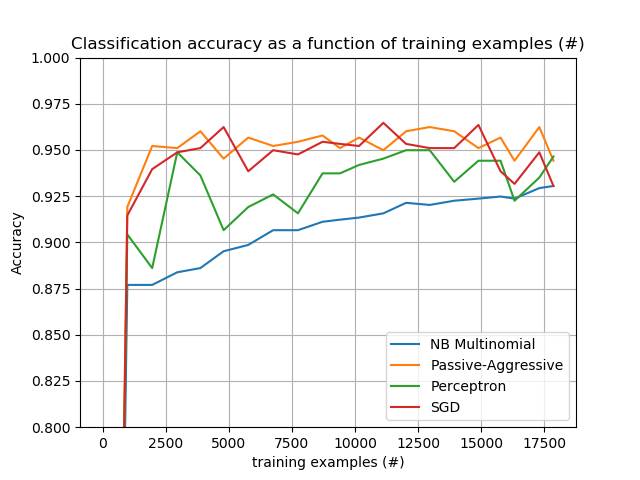 Classification accuracy as a function of training examples (#)
1.000
0.975
0.950
0.925
0.900
0.875
0.850
0.825
0.800
Accuracy
NB Multinomial
Passive-Aggressive
Perceptron
SGD
0 2500 5000 7500 10000 12500 15000 17500
training examples (#)